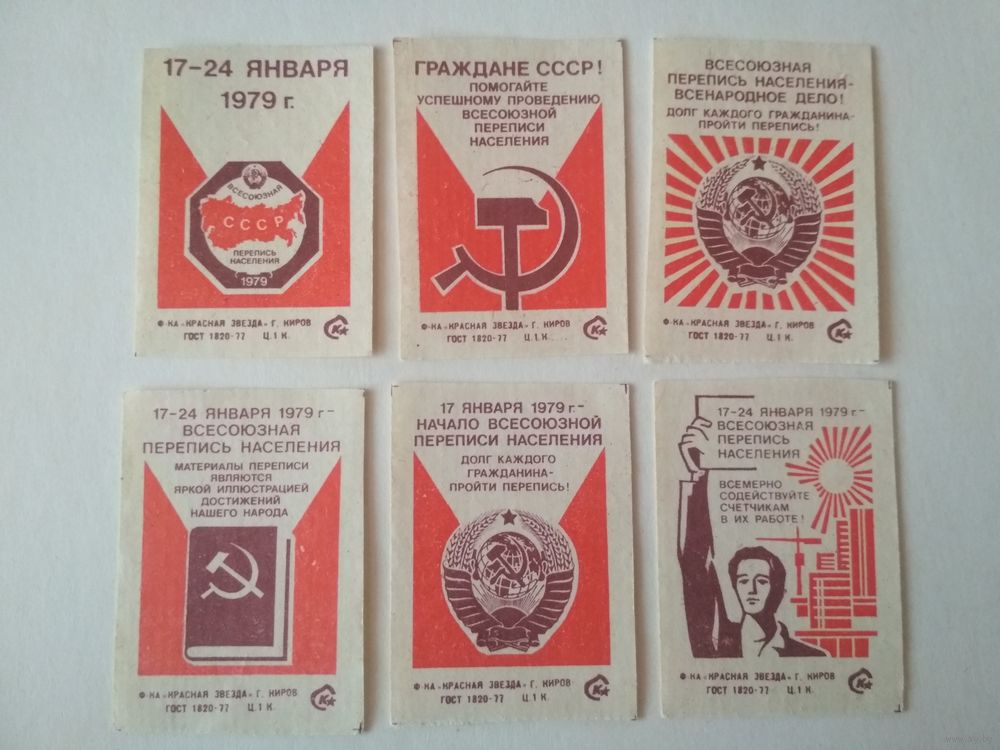 17-24 ЯНВАРЯ
1979 г.
ВСЕСОЮЗНАЯ
СССР
ПЕРЕПИСЬ
НАСЕЛЕНИЯ
1979
Ф-КА «КРАСНАЯ ЗВЕЗДА» Г. КИРОВ
ГОСТ 1820-77 Ц. 1 К.
ГРАЖДАНЕ СССР!
ПОМОГАЙТЕ
УСПЕШНОМУ ПРОВЕДЕНИЮ
ВСЕСОЮЗНОЙ
ПЕРЕПИСИ
НАСЕЛЕНИЯ
Ф-КА «КРАСНАЯ ЗВЕЗДА» Г. КИРОВ
ГОСТ 1820-77 Ц. 1 К.
ВСЕСОЮЗНАЯ
ПЕРЕПИСЬ НАСЕЛЕНИЯ-
ВСЕНАРОДНОЕ ДЕЛО!
ДОЛГ КАЖДОГО ГРАЖДАНИНА-
ПРОЙТИ ПЕРЕПИСЬ!
Ф-КА «КРАСНАЯ ЗВЕЗДА» Г. КИРОВ
ГОСТ 1820-77 Ц. 1 К.
17-24 ЯНВАРЯ 1979 г-
ВСЕСОЮЗНАЯ
ПЕРЕПИСЬ НАСЕЛЕНИЯ
МАТЕРИАЛЫ ПЕРЕПИСИ
ЯВЛЯЮТСЯ
ЯРКОЙ ИЛЛЮСТРАЦИЕЙ
ДОСТИЖЕНИЙ
НАШЕГО НАРОДА
Ф-КА «КРАСНАЯ ЗВЕЗДА» Г. КИРОВ
ГОСТ 1820-77 Ц. 1 К.
17 ЯНВАРЯ 1979 г.-
НАЧАЛО ВСЕСОЮЗНОЙ
ПЕРЕПИСИ НАСЕЛЕНИЯ
ДОЛГ КАЖДОГО
ГРАЖДАНИНА-
ПРОЙТИ ПЕРЕПИСЬ!
Ф-КА «КРАСНАЯ ЗВЕЗДА» Г. КИРОВ
ГОСТ 1820-77 Ц. 1 К.
17-24 ЯНВАРЯ 1979 г.-
ВСЕСОЮЗНАЯ
ПЕРЕПИСЬ
НАСЕЛЕНИЯ
ВСЕМЕРНО
СОДЕЙСТВУЙТЕ
СЧЕТЧИКАМ
В ИХ РАБОТЕ!
Ф-КА «КРАСНАЯ ЗВЕЗДА» Г. КИРОВ
ГОСТ 1820-77 Ц. 1 К.